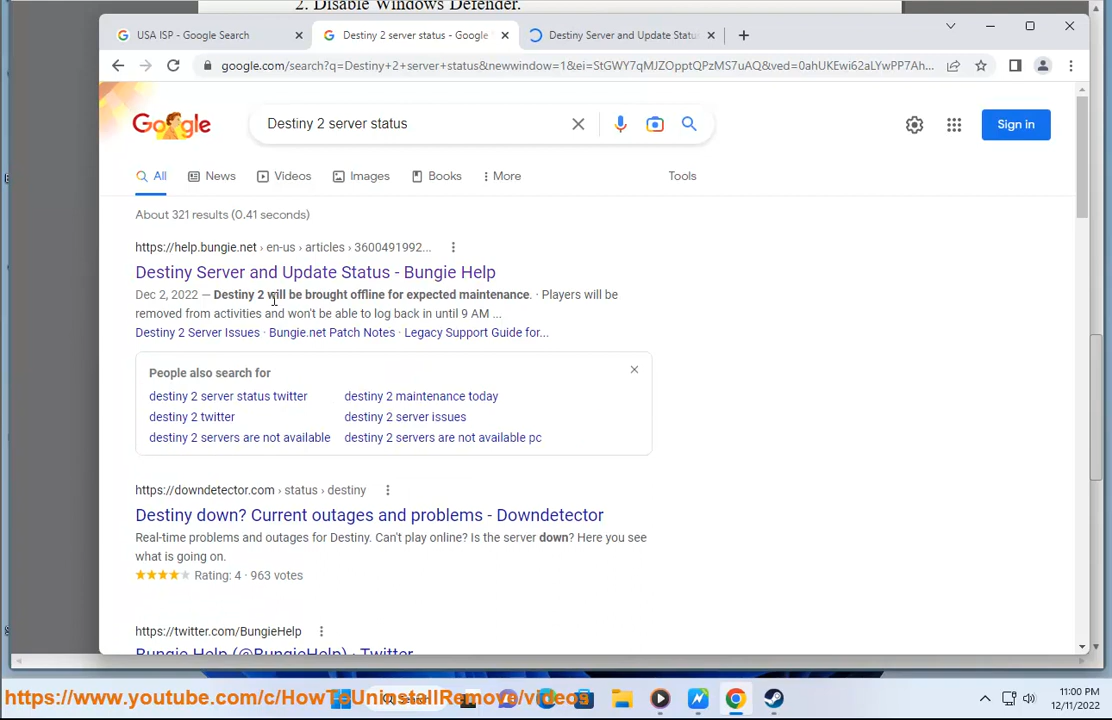 2. Disable Windows Defender.
USA ISP - Google Search
Destiny 2 server status - Google
Destiny Server and Update Statu
google.com/search?q=Destiny+2+server+status&newwindow=1&ei=StGWY7qMJZOpptQPzMS7uAQ&ved=0ahUKEwi62aLYwPP7Ah...
Google
Destiny 2 server status
Sign in
All
News
Videos
Images
Books
More
Tools
About 321 results (0.41 seconds)
https://help.bungie.net › en-us › articles › 3600491992...
Destiny Server and Update Status - Bungie Help
Dec 2, 2022 — Destiny 2 will be brought offline for expected maintenance. · Players will be
removed from activities and won't be able to log back in until 9 AM ...
Destiny 2 Server Issues · Bungie.net Patch Notes · Legacy Support Guide for...
People also search for
destiny 2 server status twitter
destiny 2 maintenance today
destiny 2 twitter
destiny 2 server issues
destiny 2 servers are not available
destiny 2 servers are not available pc
https://downdetector.com › status › destiny
Destiny down? Current outages and problems - Downdetector
Real-time problems and outages for Destiny. Can't play online? Is the server down? Here you see
what is going on.
Rating: 4 · 963 votes
https://twitter.com/BungieHelp
Bungie Help (@BungieHelp) · Twitter
https://www.youtube.com/c/HowToUninstallRemove/videos
11:00 PM
12/11/2022